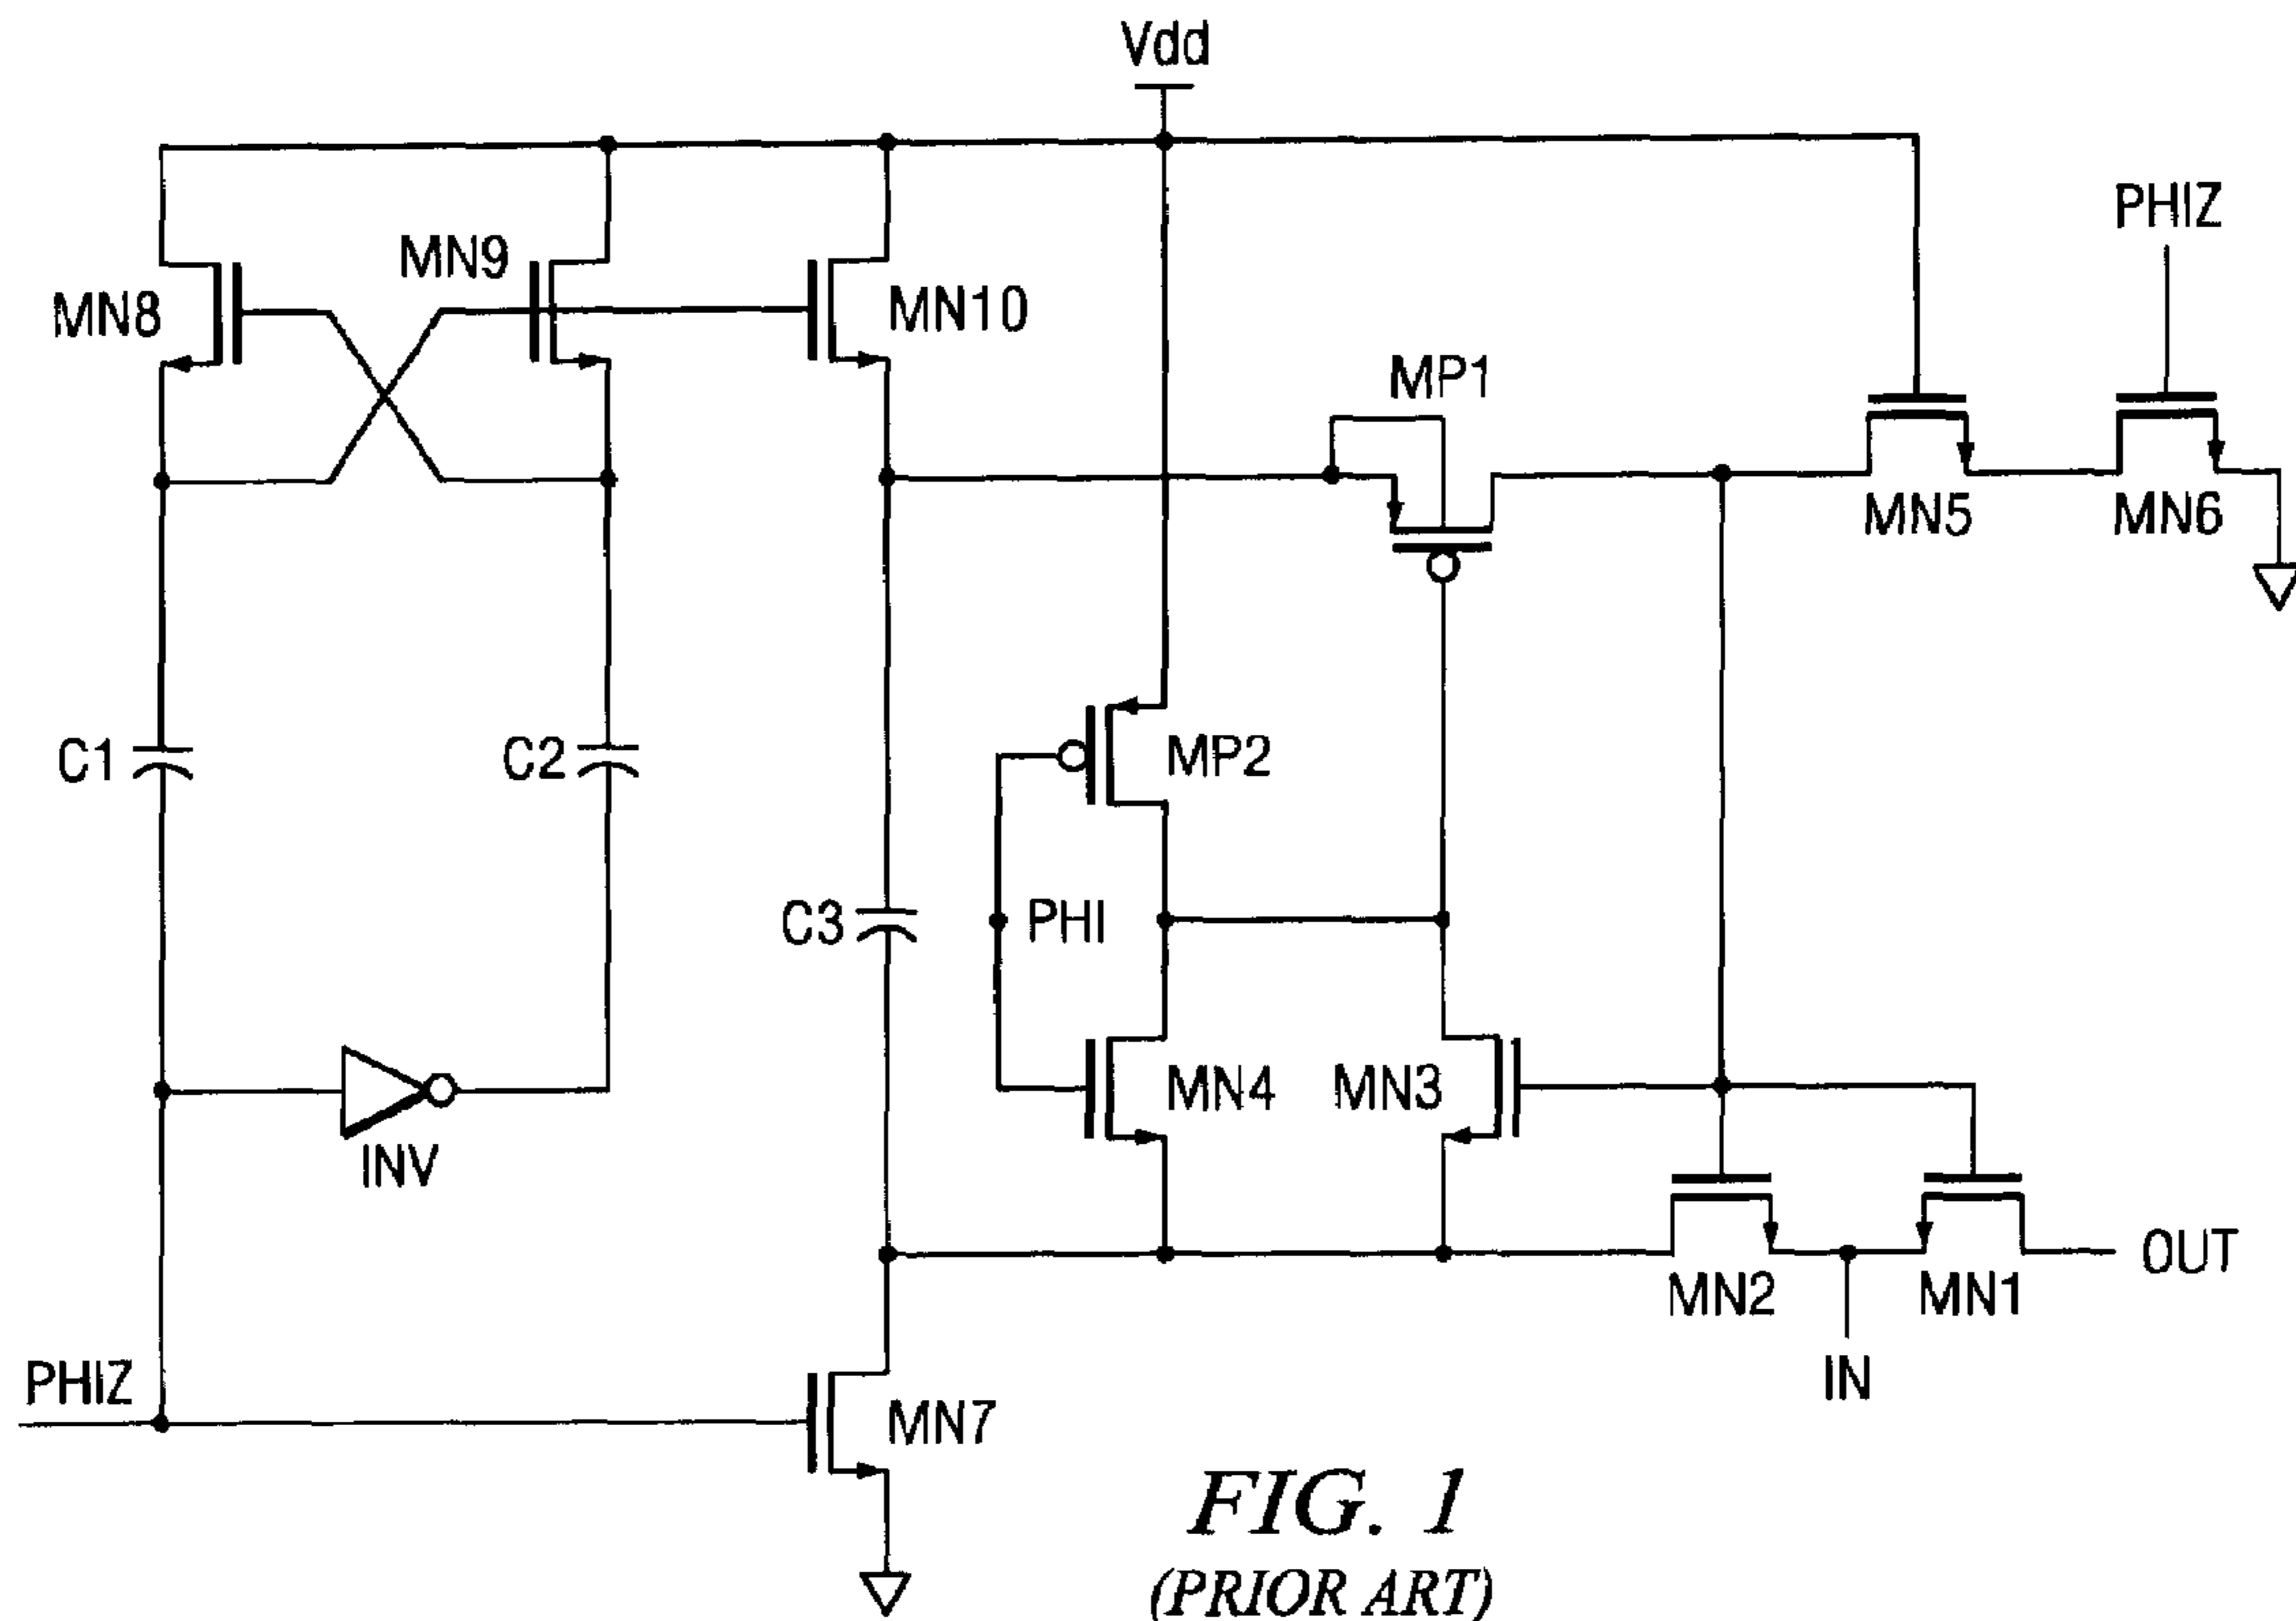 Vdd
PHIZ
MN9
MN8
MN10
MP1
MN5
MN6
C1
C2
MP2
C3
PHI
MN4
MN3
INV
OUT
MN2
MN1
IN
PHIZ
MN7
FIG. 1
(PRIOR ART)